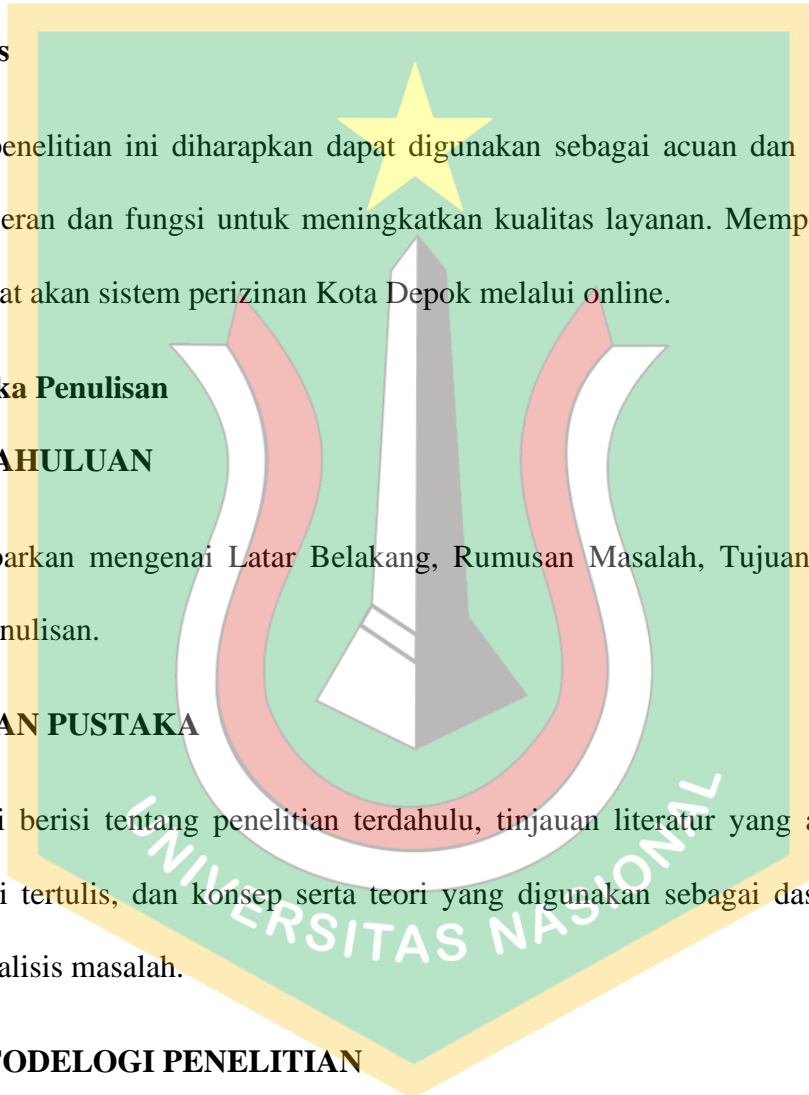 s
penelitian ini diharapkan dapat digunakan sebagai acuan dan
eran dan fungsi untuk meningkatkan kualitas layanan. Memp
at akan sistem perizinan Kota Depok melalui online.
ka Penulisan
AHULUAN
parkan mengenai Latar Belakang, Rumusan Masalah, Tujuan
nulisan.
AN PUSTAKA
i berisi tentang penelitian terdahulu, tinjauan literatur yang a
i tertulis, dan konsep serta teori yang digunakan sebagai das
alisis masalah.
UNIVERSITAS NASIONAL
TODELOGI PENELITIAN